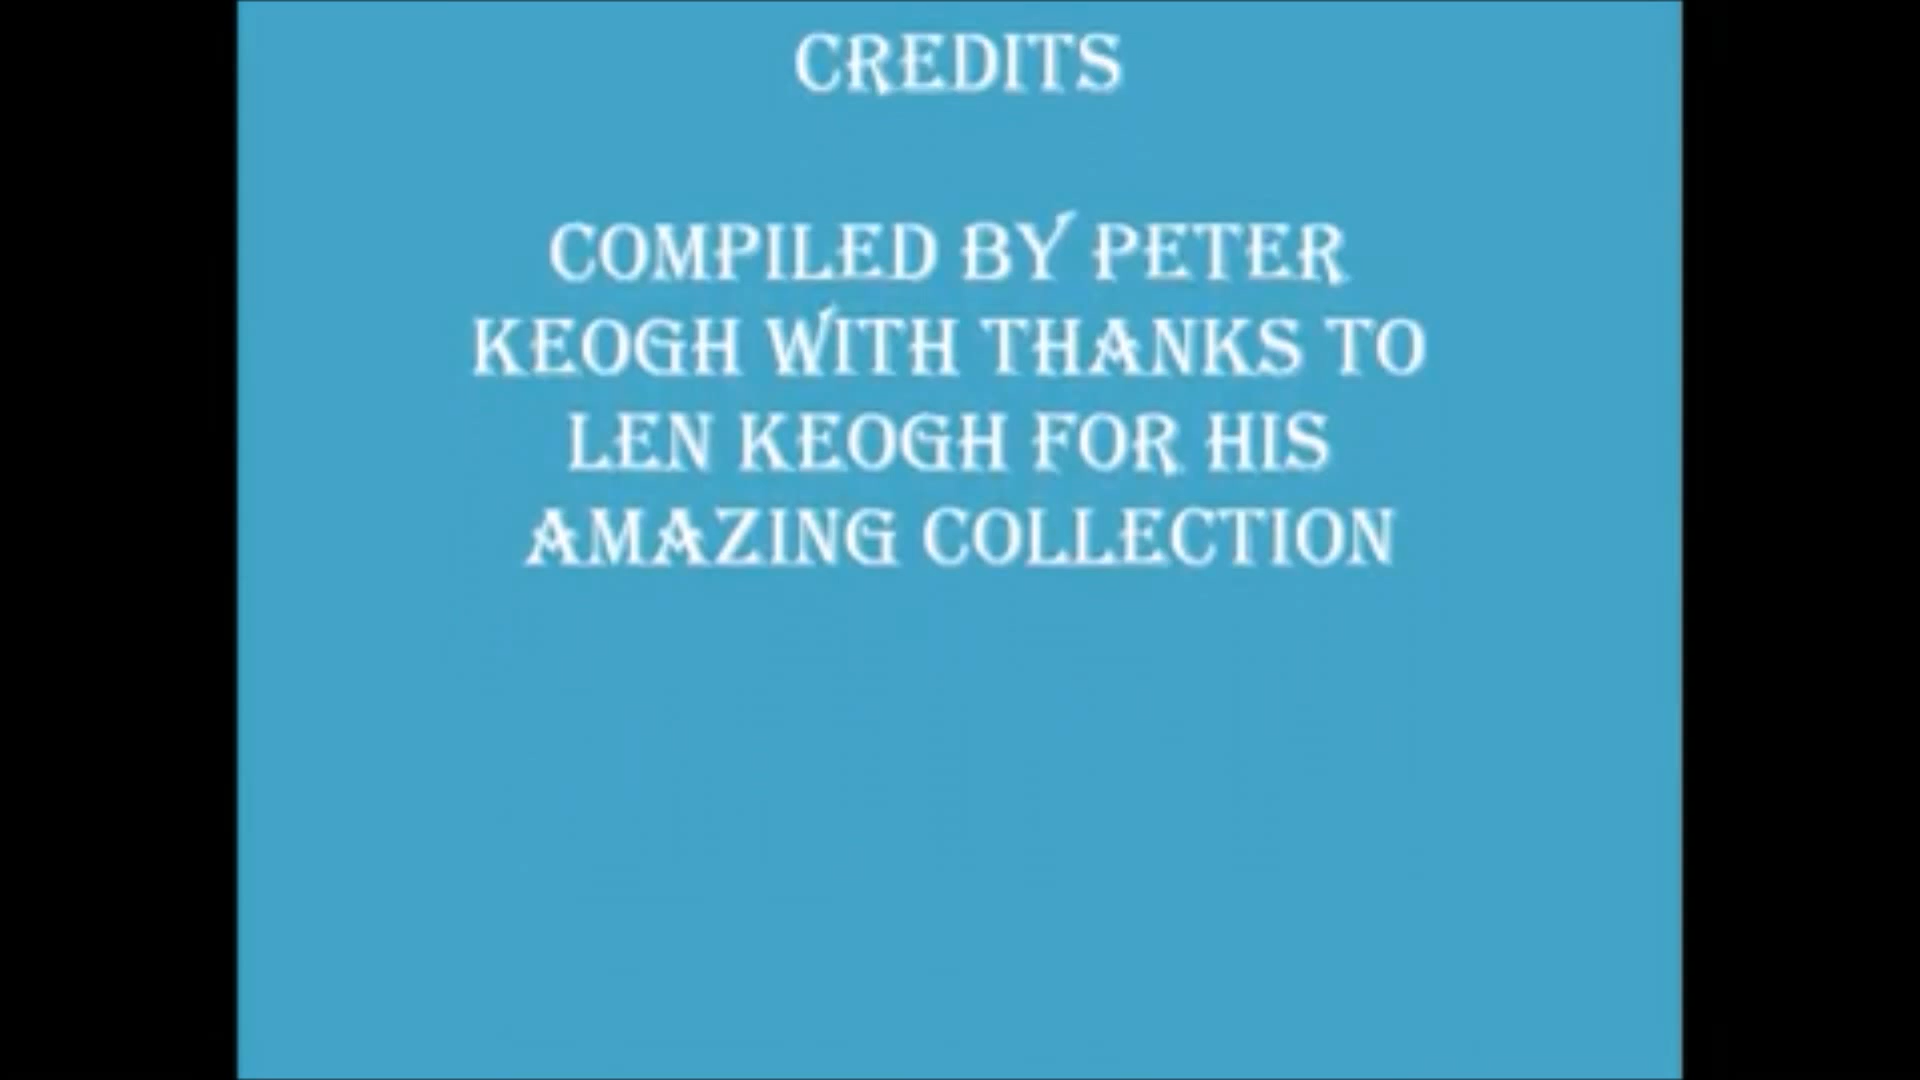 CREDITS
COMPILED BY PETER
KEOGH WITH THANKS TO
LEN KEOGH FOR HIS
AMAZING COLLECTION